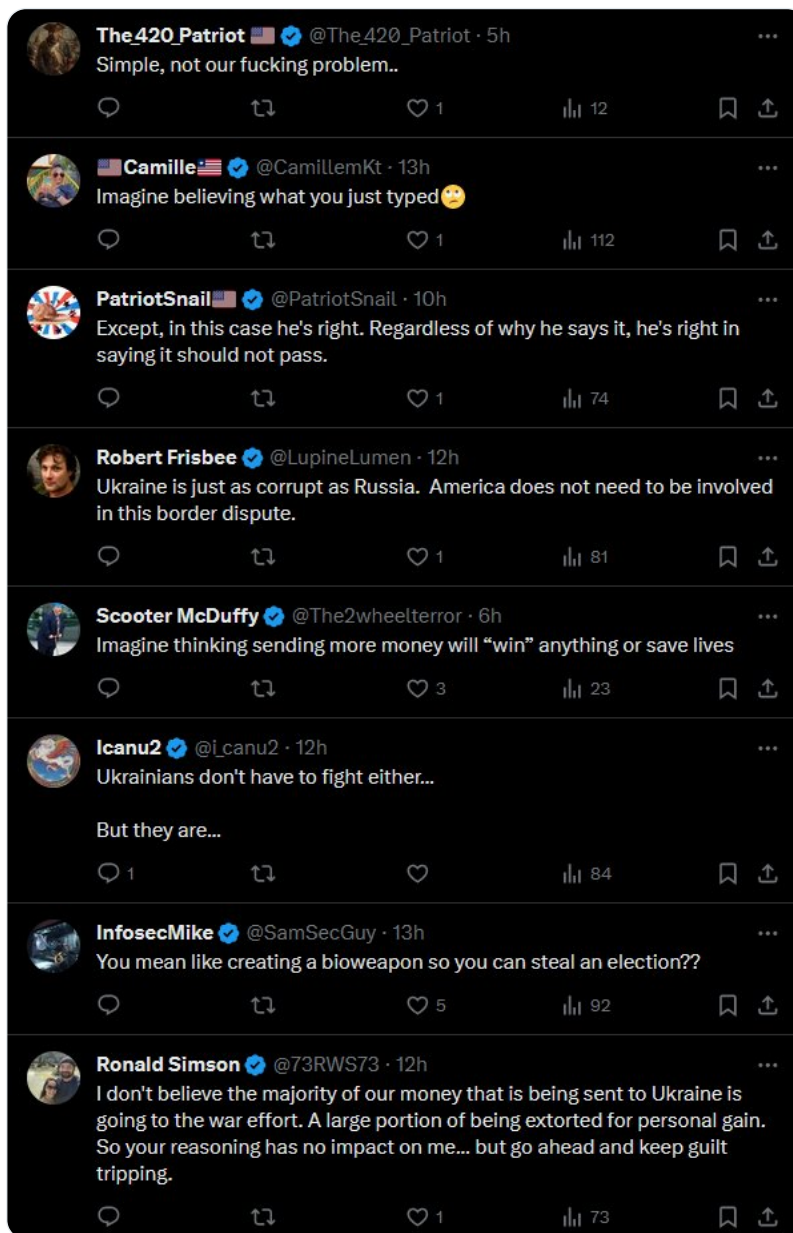 The_420_Patriot 🇺🇸 @The_420_Patriot · 5h
Simple, not our fucking problem..
1 12
🇺🇸Camille🇱🇷 @CamillemKt · 13h
Imagine believing what you just typed🙄
1 112
PatriotSnail🇺🇸 @PatriotSnail · 10h
Except, in this case he's right. Regardless of why he says it, he's right in
saying it should not pass.
1 74
Robert Frisbee @LupineLumen · 12h
Ukraine is just as corrupt as Russia.  America does not need to be involved
in this border dispute.
1 81
Scooter McDuffy @The2wheelterror · 6h
Imagine thinking sending more money will “win” anything or save lives
3 23
Icanu2 @i_canu2 · 12h
Ukrainians don't have to fight either...
But they are...
1 84
InfosecMike @SamSecGuy · 13h
You mean like creating a bioweapon so you can steal an election??
5 92
Ronald Simson @73RWS73 · 12h
I don't believe the majority of our money that is being sent to Ukraine is
going to the war effort. A large portion of being extorted for personal gain.
So your reasoning has no impact on me... but go ahead and keep guilt
tripping.
1 73